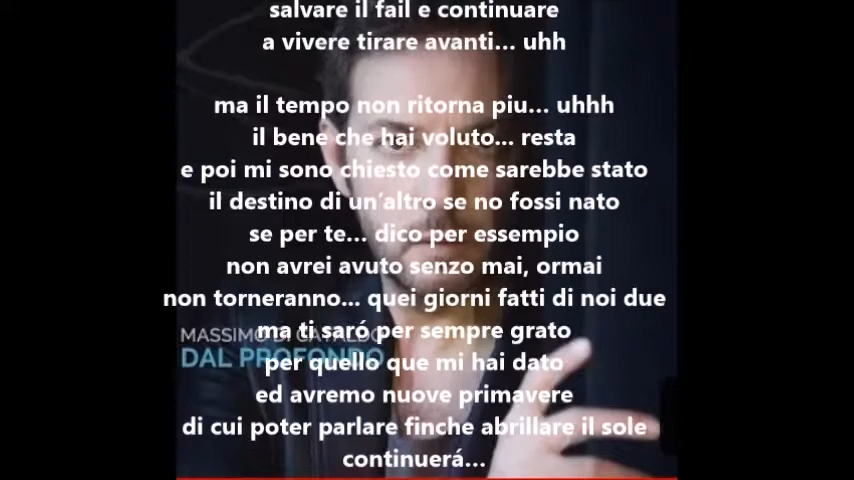 salvare il fail e continuare
a vivere tirare avanti... uhh
ma il tempo non ritorna piu... uhhh
il bene che hai voluto... resta
e poi mi sono chiesto come sarebbe stato
il destino di un´altro se no fossi nato
se per te... dico per essempio
non avrei avuto senzo mai, ormai
non torneranno... quei giorni fatti di noi due
ma ti saró per sempre grato
MASSIMO DI CATALDO
DAL PROFONDO
per quello que mi hai dato
ed avremo nuove primavere
di cui poter parlare finche abrillare il sole
continuerá...